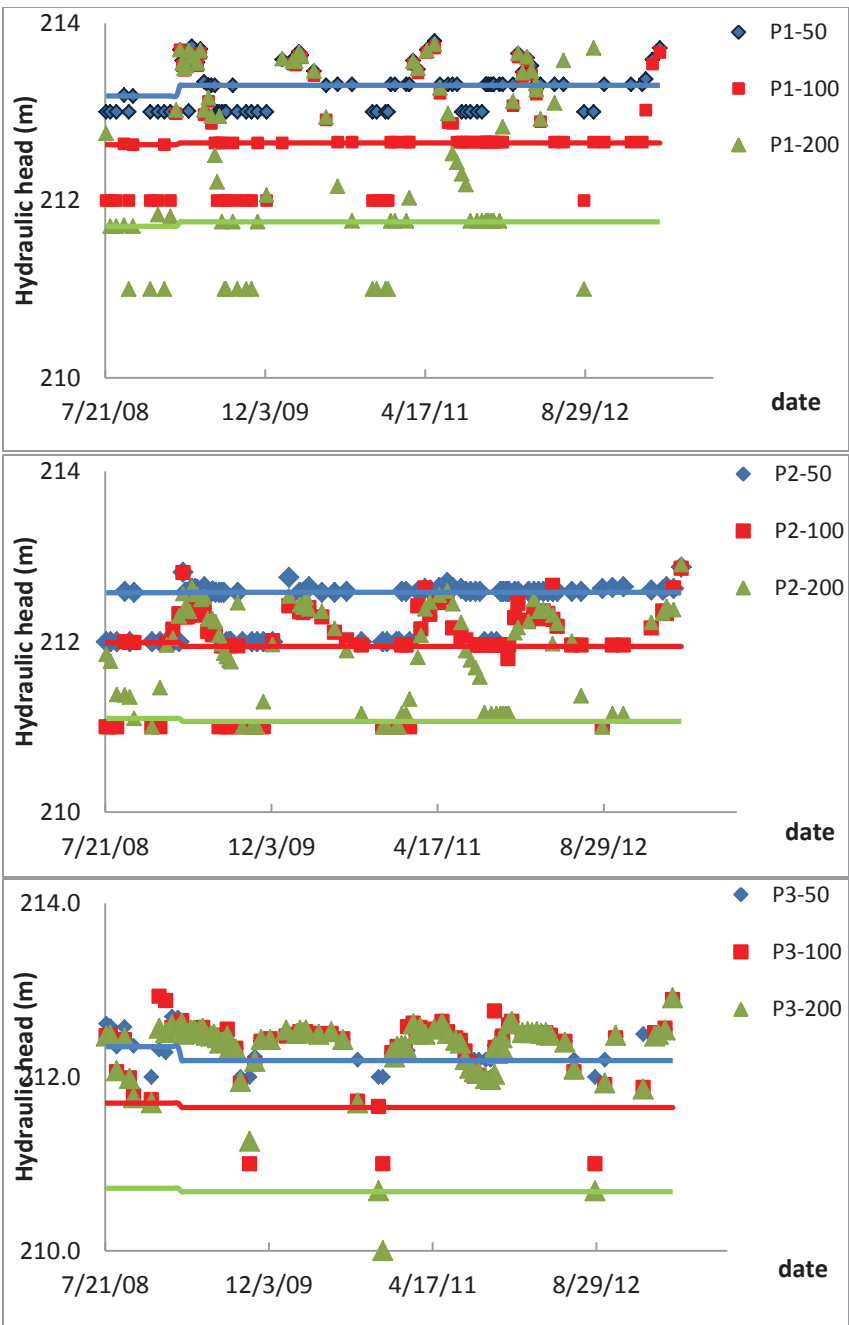 214
212
210
Hydraulic head (m)
7/21/08 12/3/09 4/17/11 8/29/12
date
P1-50
P1-100
P1-200
214
212
210
Hydraulic head (m)
7/21/08 12/3/09 4/17/11 8/29/12
date
P2-50
P2-100
P2-200
214.0
212.0
210.0
Hydraulic head (m)
7/21/08 12/3/09 4/17/11 8/29/12
date
P3-50
P3-100
P3-200